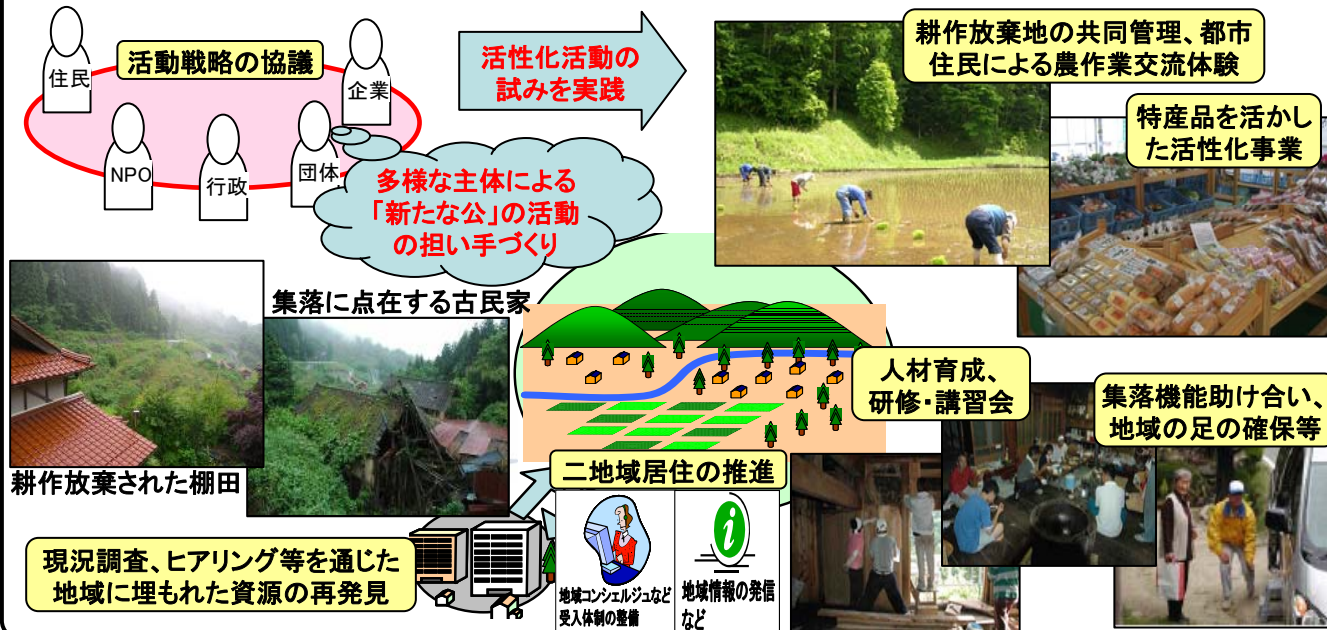 活動戦略の協議
住民
企業
NPO
行政
団体
活性化活動の
試みを実践
多様な主体による
「新たな公」の活動
の担い手づくり
耕作放棄地の共同管理、都市
住民による農作業交流体験
特産品を活かし
た活性化事業
集落に点在する古民家
耕作放棄された棚田
人材育成、
研修・講習会
集落機能助け合い、
地域の足の確保等
二地域居住の推進
地域コンシェルジュなど
受入体制の整備
地域情報の発信
など
現況調査、ヒアリング等を通じた
地域に埋もれた資源の再発見